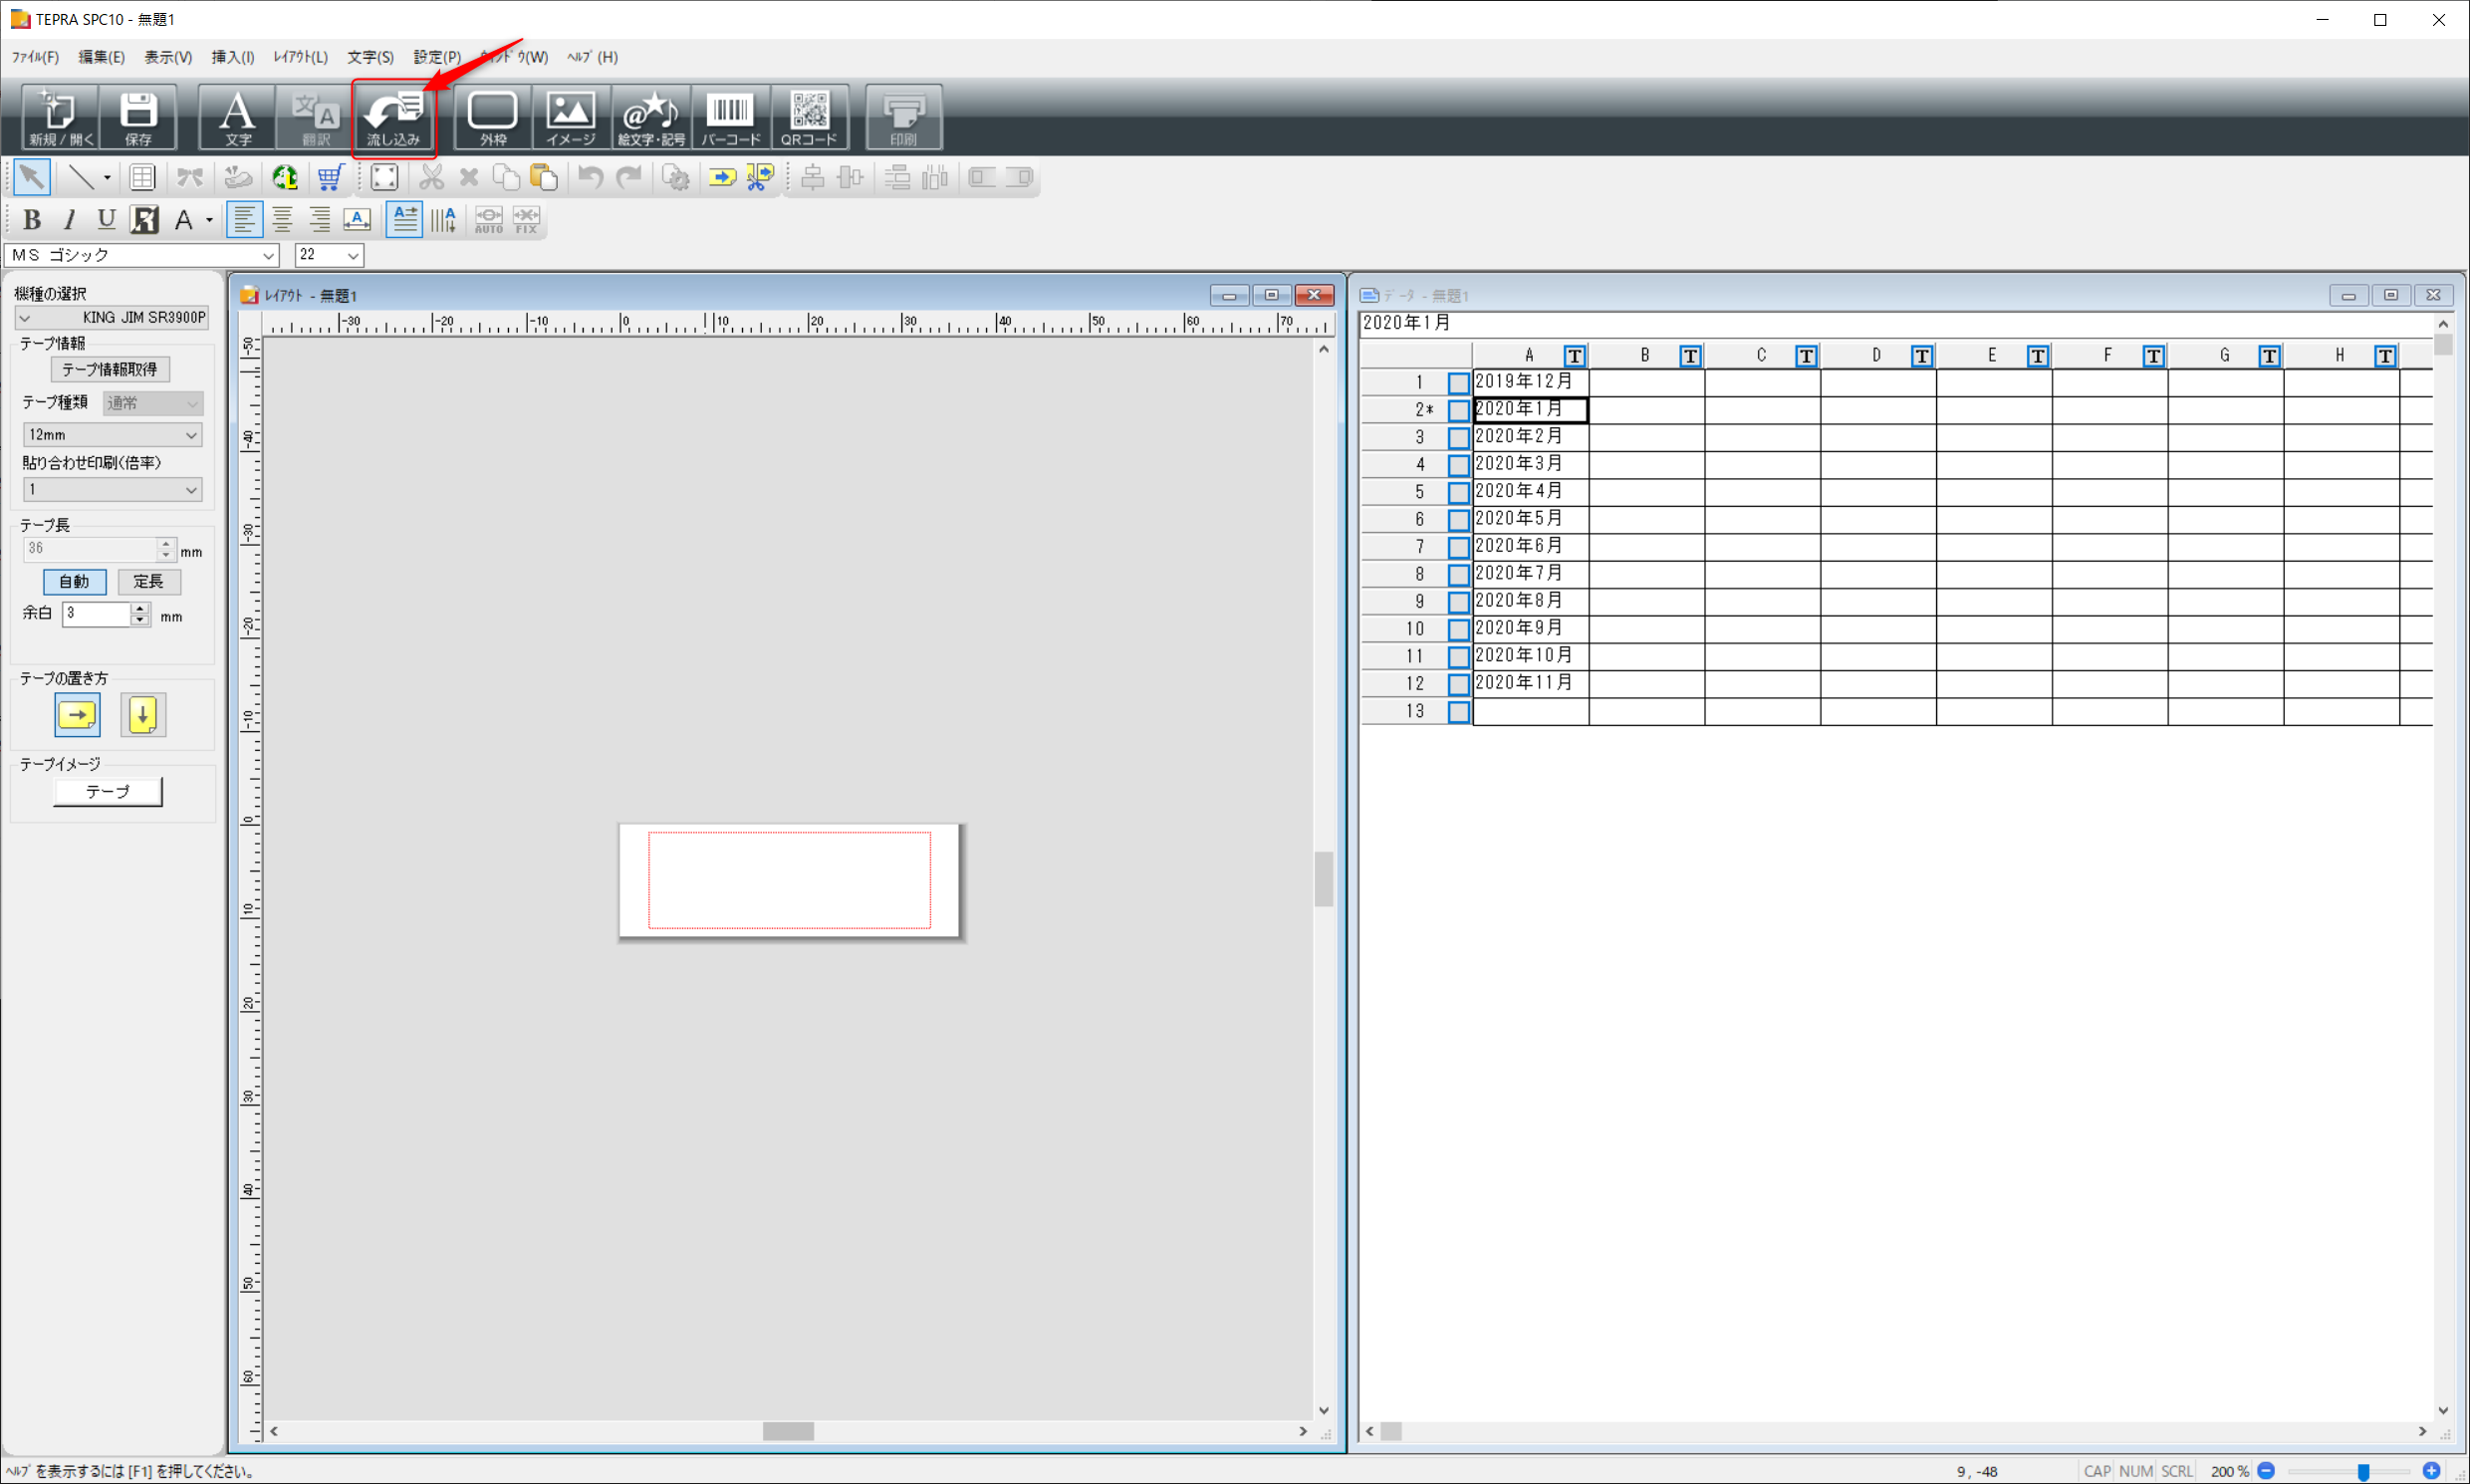 TEPRA SPC10 - 無題1
ﾌｧｲﾙ(F) 編集(E) 表示(V) 挿入(I) ﾚｲｱｳﾄ(L) 文字(S) 設定(P) ｳｨﾝﾄﾞｳ(W) ﾍﾙﾌﾟ(H)
新規 / 開く 保存 文字 翻訳 流し込み 外枠 イメージ 絵文字・記号 バーコード QRコード 印刷
B I U A AUTO FIX
ＭＳ ゴシック 22
機種の選択
KING JIM SR3900P
テープ情報
テープ情報取得
テープ種類 通常
12mm
貼り合わせ印刷(倍率)
1
テープ長
36 mm
自動 定長
余白 3 mm
テープの置き方
テープイメージ
テープ
ﾚｲｱｳﾄ - 無題1
-30 -20 -10 0 10 20 30 40 50 60 70
-50
-40
-30
-20
-10
0
10
20
30
40
50
60
ﾃﾞｰﾀ - 無題1
2020年1月
A T B T C T D T E T F T G T H T
1 2019年12月
2* 2020年1月
3 2020年2月
4 2020年3月
5 2020年4月
6 2020年5月
7 2020年6月
8 2020年7月
9 2020年8月
10 2020年9月
11 2020年10月
12 2020年11月
13
ﾍﾙﾌﾟを表示するには [F1] を押してください。
9 , -48 CAP NUM SCRL 200 %